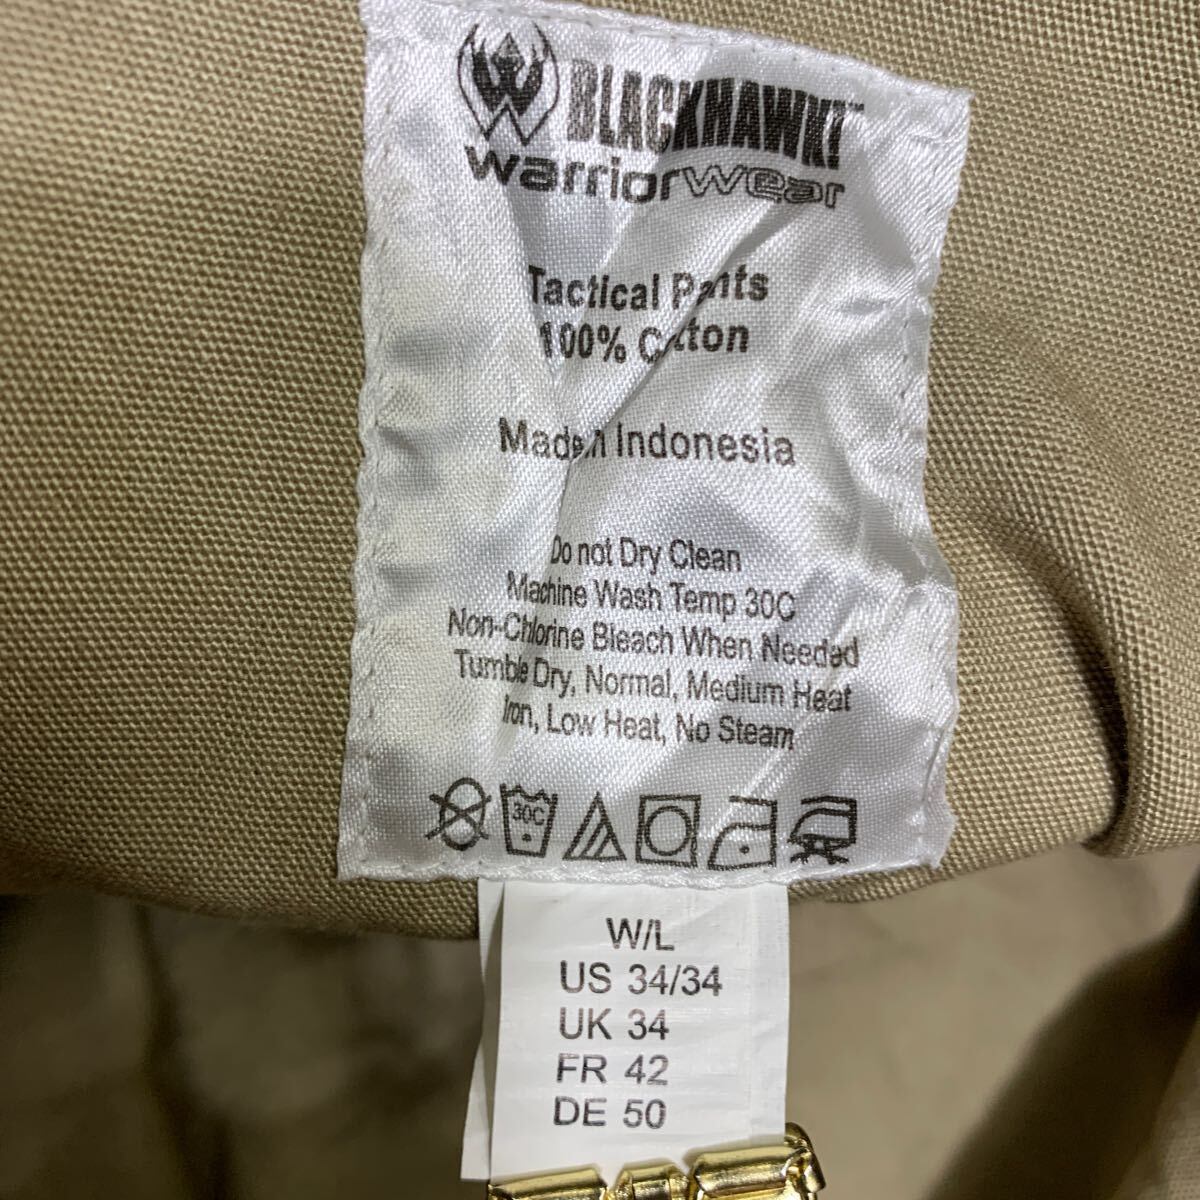 BLACKHAWK!™
warriorwear
Tactical Pants
100% Cotton
Made in Indonesia
Do not Dry Clean
Machine Wash Temp 30C
Non-Chlorine Bleach When Needed
Tumble Dry, Normal, Medium Heat
Iron, Low Heat, No Steam
30C
W/L
US 34/34
UK 34
FR 42
DE 50